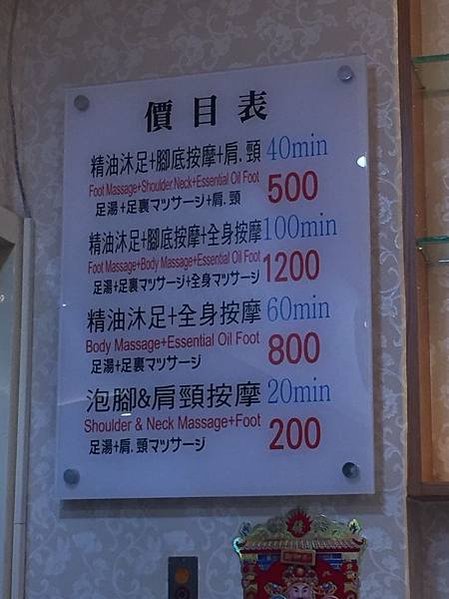 價目表
精油沐足+腳底按摩+肩.頸 40min
Foot Massage+Shoulder.Neck+Essential Oil Foot 500
足湯+足裏マッサージ+肩.頸
精油沐足+腳底按摩+全身按摩 100min
Foot Massage+Body Massage+Essential Oil Foot 1200
足湯+足裏マッサージ+全身マッサージ
精油沐足+全身按摩 60min
Body Massage+Essential Oil Foot 800
足湯+足裏マッサージ
泡腳&肩頸按摩 20min
Shoulder & Neck Massage+Foot 200
足湯+肩.頸マッサージ